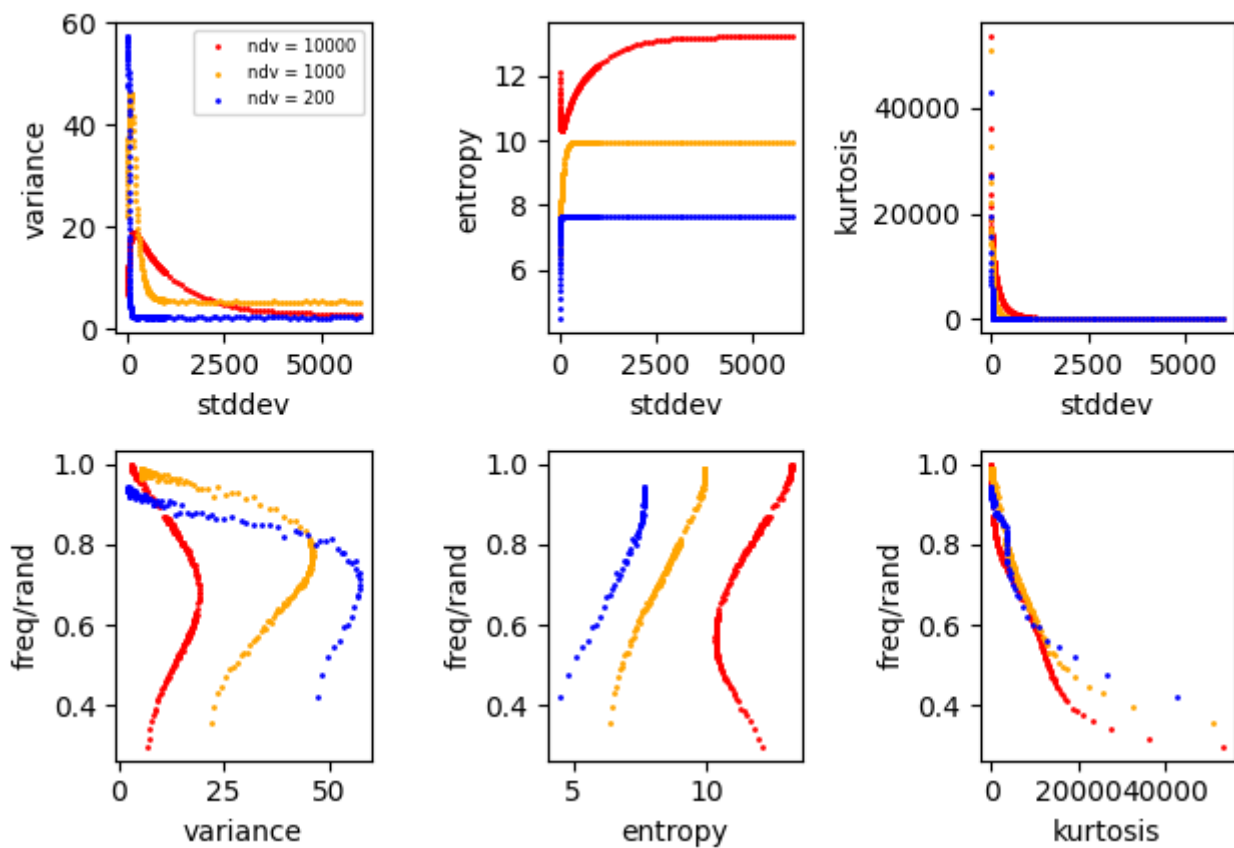 60
40
20
0
variance
0 2500 5000
stddev
ndv = 10000
ndv = 1000
ndv = 200
12
10
8
6
entropy
0 2500 5000
stddev
40000
20000
0
kurtosis
0 2500 5000
stddev
1.0
0.8
0.6
0.4
freq/rand
0 25 50
variance
1.0
0.8
0.6
0.4
freq/rand
5 10
entropy
1.0
0.8
0.6
0.4
freq/rand
0 20000 40000
kurtosis